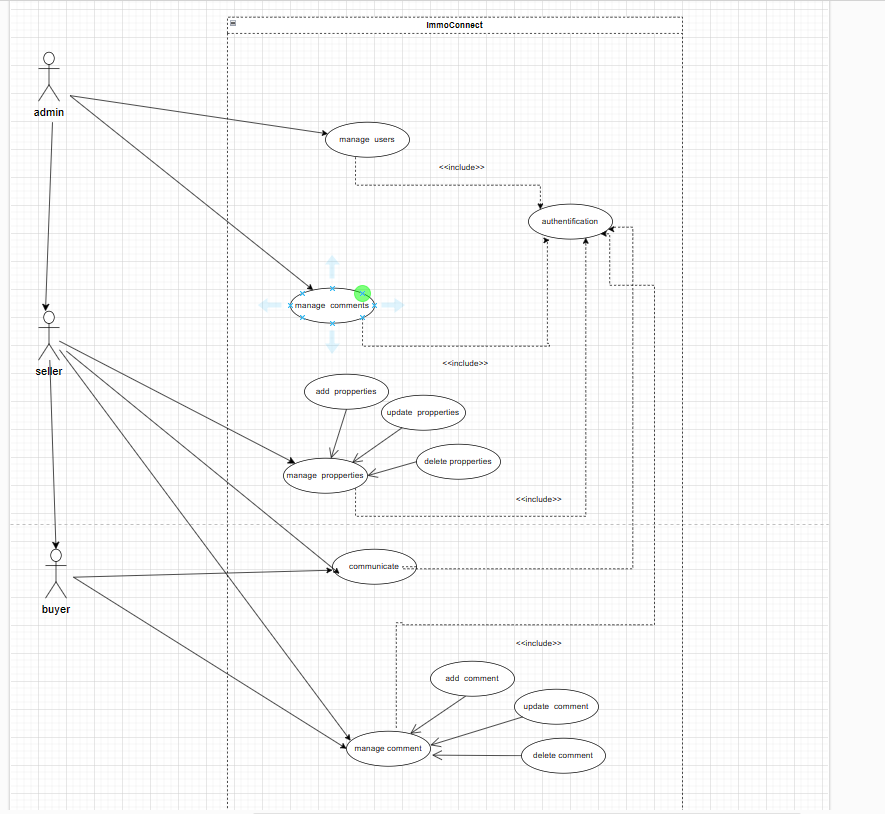 ImmoConnect
admin
manage users
<<include>>
authentification
manage comments
seller
<<include>>
add propperties
update propperties
delete propperties
manage propperties
<<include>>
communicate
buyer
<<include>>
add comment
update comment
manage comment
delete comment